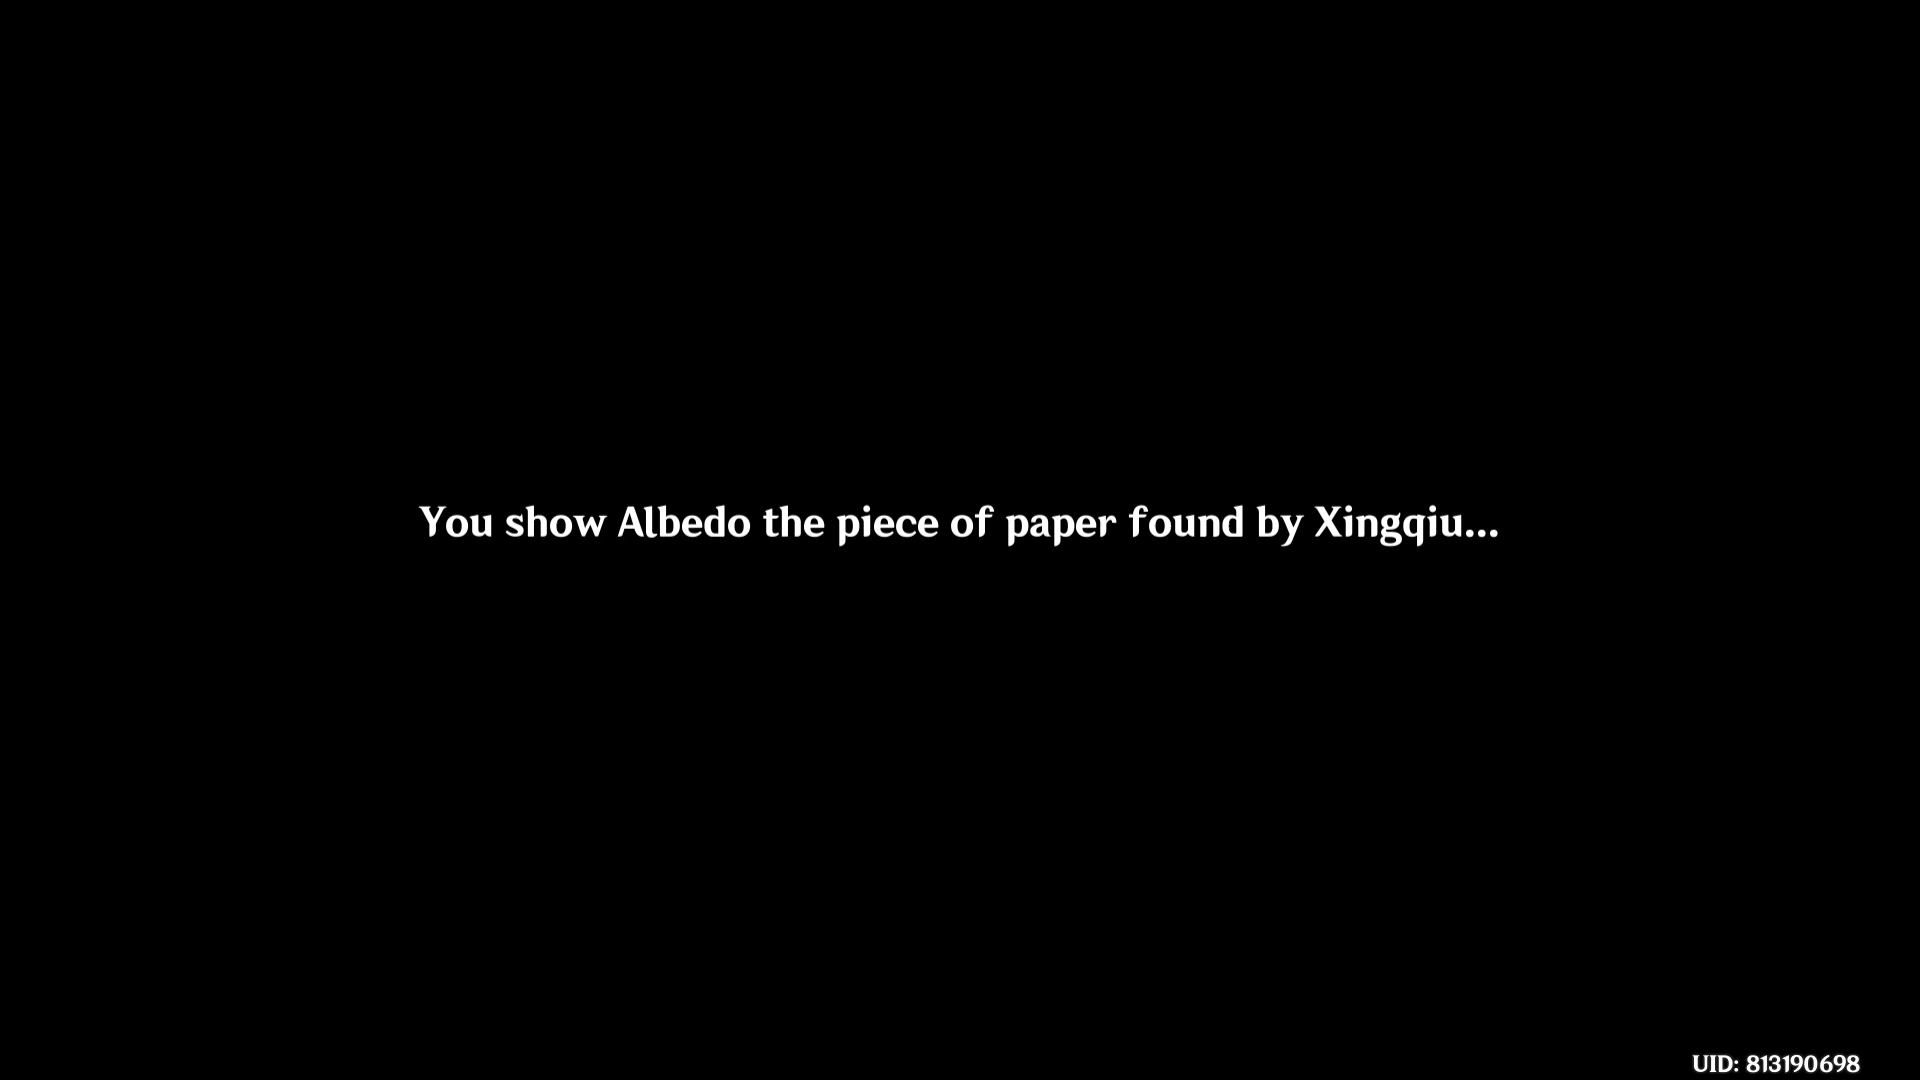 You show Albedo the piece of paper found by Xingqiu...
UID: 813190698